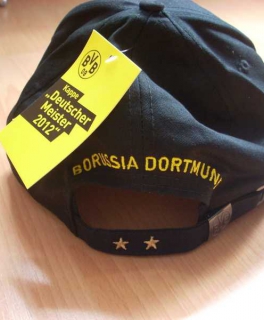 BVB
09
Kappe
„Deutscher
Meister
2012"
BORUSSIA DORTMUN